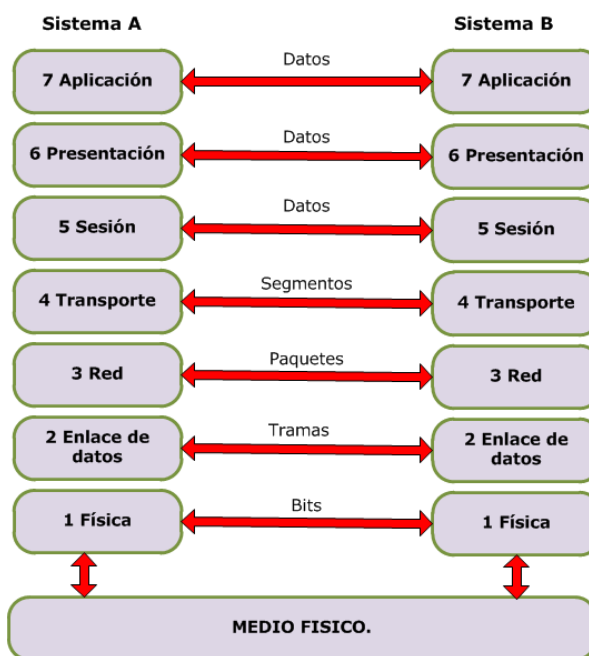 Sistema A
Sistema B
Datos
7 Aplicación
7 Aplicación
Datos
6 Presentación
6 Presentación
Datos
5 Sesión
5 Sesión
Segmentos
4 Transporte
4 Transporte
Paquetes
3 Red
3 Red
Tramas
2 Enlace de
datos
2 Enlace de
datos
Bits
1 Física
1 Física
MEDIO FISICO.